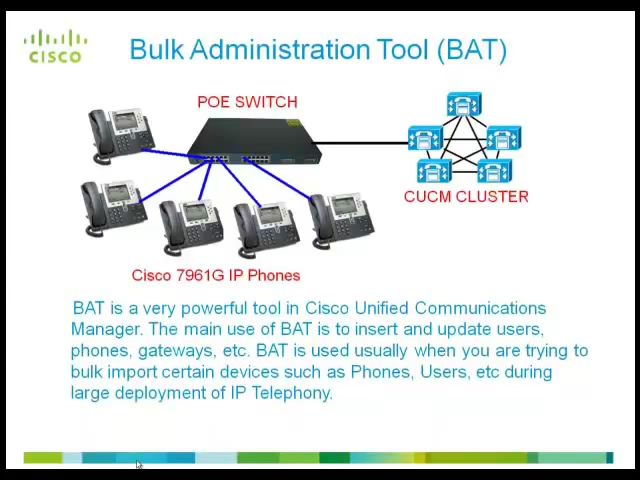 CISCO
Bulk Administration Tool (BAT)
POE SWITCH
CUCM CLUSTER
Cisco 7961G IP Phones
BAT is a very powerful tool in Cisco Unified Communications
Manager. The main use of BAT is to insert and update users,
phones, gateways, etc. BAT is used usually when you are trying to
bulk import certain devices such as Phones, Users, etc during
large deployment of IP Telephony.